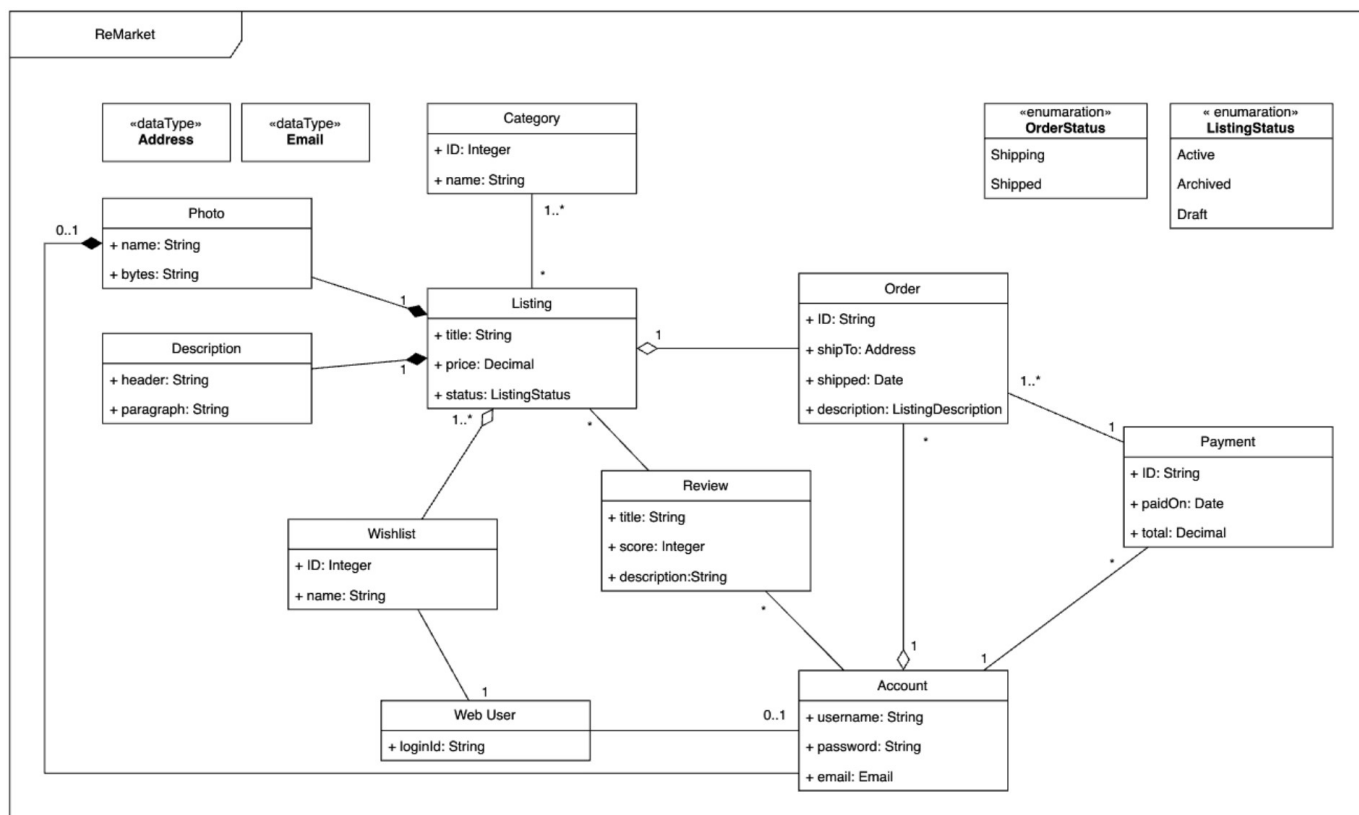 ReMarket
«dataType»
Address
«dataType»
Email
Category
+ ID: Integer
+ name: String
«enumaration»
OrderStatus
Shipping
Shipped
« enumaration»
ListingStatus
Active
Archived
Draft
1..*
*
0..1
Photo
+ name: String
+ bytes: String
1
Description
+ header: String
+ paragraph: String
1
Listing
+ title: String
+ price: Decimal
+ status: ListingStatus
1
1..*
*
Order
+ ID: String
+ shipTo: Address
+ shipped: Date
+ description: ListingDescription
1..*
1
*
Payment
+ ID: String
+ paidOn: Date
+ total: Decimal
*
Review
+ title: String
+ score: Integer
+ description:String
*
Wishlist
+ ID: Integer
+ name: String
1
Web User
+ loginId: String
0..1
1
1
Account
+ username: String
+ password: String
+ email: Email